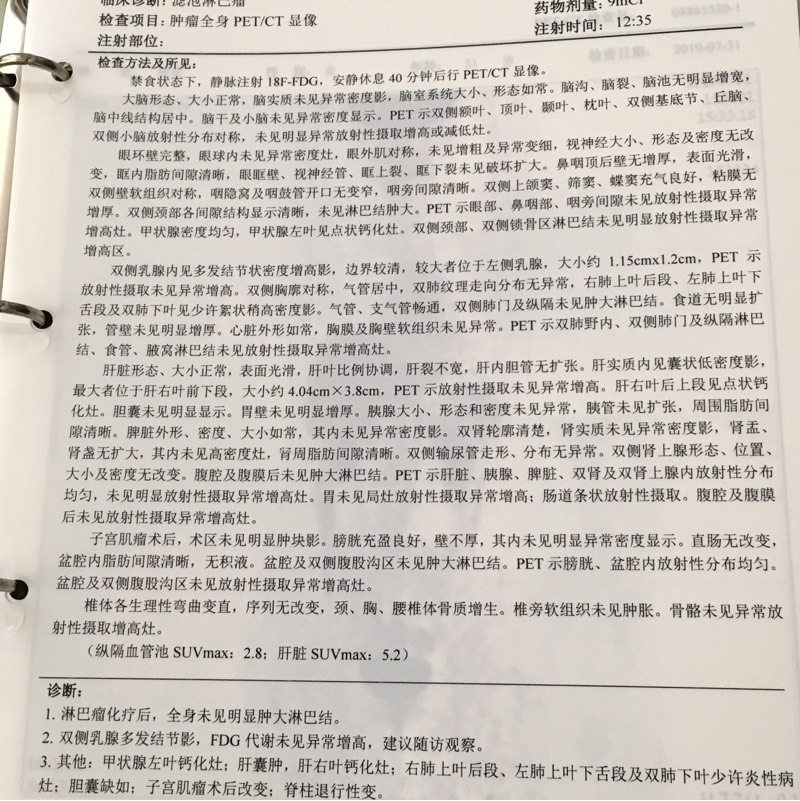 临床诊断：滤泡淋巴瘤
药物剂量：9mCi
检查项目：肿瘤全身 PET/CT 显像
注射时间：12:35
注射部位：
检查方法及所见：
禁食状态下，静脉注射 18F-FDG，安静休息 40 分钟后行 PET/CT 显像。
大脑形态、大小正常，脑实质未见异常密度影，脑室系统大小、形态如常。脑沟、脑裂、脑池无明显增宽，
脑中线结构居中。脑干及小脑未见异常密度显示。PET 示双侧额叶、顶叶、颞叶、枕叶、双侧基底节、丘脑、
双侧小脑放射性分布对称，未见明显异常放射性摄取增高或减低灶。
眼环壁完整，眼球内未见异常密度灶，眼外肌对称，未见增粗及异常变细，视神经大小、形态及密度无改
变，眶内脂肪间隙清晰，眼眶壁、视神经管、眶上裂、眶下裂未见破坏扩大。鼻咽顶后壁无增厚，表面光滑，
双侧壁软组织对称，咽隐窝及咽鼓管开口无变窄，咽旁间隙清晰。双侧上颌窦、筛窦、蝶窦充气良好，粘膜无
增厚。双侧颈部各间隙结构显示清晰，未见淋巴结肿大。PET 示眼部、鼻咽部、咽旁间隙未见放射性摄取异常
增高灶。甲状腺密度均匀，甲状腺左叶见点状钙化灶。双侧颈部、双侧锁骨区淋巴结未见明显放射性摄取异常
增高区。
双侧乳腺内见多发结节状密度增高影，边界较清，较大者位于左侧乳腺，大小约 1.15cmx1.2cm，PET 示
放射性摄取未见异常增高。双侧胸廓对称，气管居中，双肺纹理走向分布无异常，右肺上叶后段、左肺上叶下
舌段及双肺下叶见少许絮状稍高密度影。气管、支气管畅通，双侧肺门及纵隔未见肿大淋巴结。食道无明显扩
张，管壁未见明显增厚。心脏外形如常，胸膜及胸壁软组织未见异常。PET 示双肺野内、双侧肺门及纵隔淋巴
结、食管、腋窝淋巴结未见放射性摄取异常增高灶。
肝脏形态、大小正常，表面光滑，肝叶比例协调，肝裂不宽，肝内胆管无扩张。肝实质内见囊状低密度影，
最大者位于肝右叶前下段，大小约 4.04cm×3.8cm，PET 示放射性摄取未见异常增高。肝右叶后上段见点状钙
化灶。胆囊未见明显显示。胃壁未见明显增厚。胰腺大小、形态和密度未见异常，胰管未见扩张，周围脂肪间
隙清晰。脾脏外形、密度、大小如常，其内未见异常密度影。双肾轮廓清楚，肾实质未见异常密度影，肾盂、
肾盏无扩大，其内未见高密度灶，肾周脂肪间隙清晰。双侧输尿管走形、分布无异常。双侧肾上腺形态、位置、
大小及密度无改变。腹腔及腹膜后未见肿大淋巴结。PET 示肝脏、胰腺、脾脏、双肾及双肾上腺内放射性分布
均匀，未见明显放射性摄取异常增高灶。胃未见局灶放射性摄取异常增高；肠道条状放射性摄取。腹腔及腹膜
后未见放射性摄取异常增高灶。
子宫肌瘤术后，术区未见明显肿块影。膀胱充盈良好，壁不厚，其内未见明显异常密度显示。直肠无改变，
盆腔内脂肪间隙清晰，无积液。盆腔及双侧腹股沟区未见肿大淋巴结。PET 示膀胱、盆腔内放射性分布均匀。
盆腔及双侧腹股沟区未见放射性摄取异常增高灶。
椎体各生理性弯曲变直，序列无改变，颈、胸、腰椎体骨质增生。椎旁软组织未见肿胀。骨骼未见异常放
射性摄取增高灶。
（纵隔血管池 SUVmax：2.8；肝脏 SUVmax：5.2）
诊断：
1. 淋巴瘤化疗后，全身未见明显肿大淋巴结。
2. 双侧乳腺多发结节影，FDG 代谢未见异常增高，建议随访观察。
3. 其他：甲状腺左叶钙化灶；肝囊肿，肝右叶钙化灶；右肺上叶后段、左肺上叶下舌段及双肺下叶少许炎性病
灶；胆囊缺如；子宫肌瘤术后改变；脊柱退行性变。